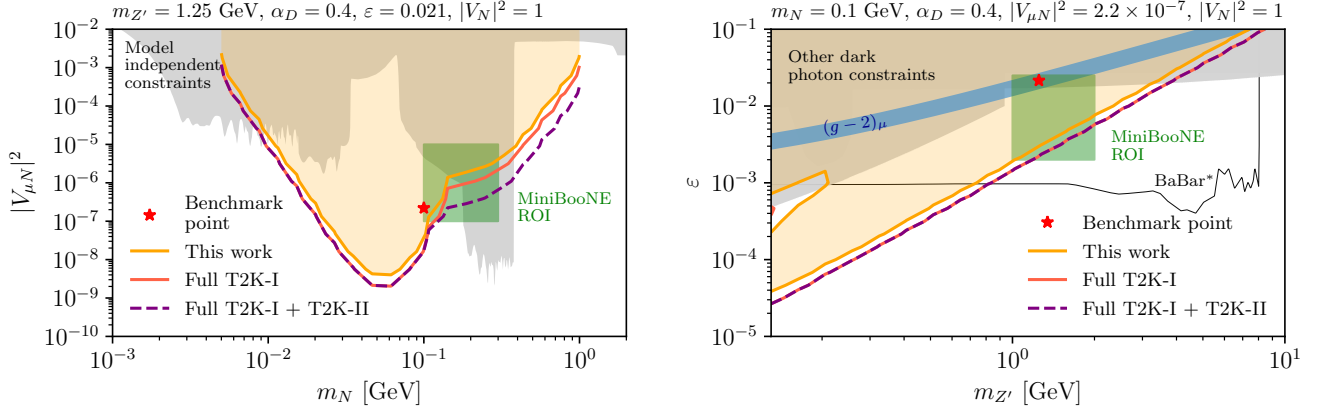 m_{Z'} = 1.25 GeV, α_D = 0.4, ε = 0.021, |V_N|^2 = 1
10^{-2}
10^{-3}
10^{-4}
10^{-5}
10^{-6}
10^{-7}
10^{-8}
10^{-9}
10^{-10}
|V_{μN}|^2
Model
independent
constraints
MiniBooNE
ROI
Benchmark
point
This work
Full T2K-I
Full T2K-I + T2K-II
10^{-3}
10^{-2}
10^{-1}
10^0
m_N [GeV]
m_N = 0.1 GeV, α_D = 0.4, |V_{μN}|^2 = 2.2 × 10^{-7}, |V_N|^2 = 1
10^{-1}
10^{-2}
10^{-3}
10^{-4}
10^{-5}
ε
Other dark
photon constraints
(g − 2)_μ
MiniBooNE
ROI
BaBar*
Benchmark point
This work
Full T2K-I
Full T2K-I + T2K-II
10^0
10^1
m_{Z'} [GeV]